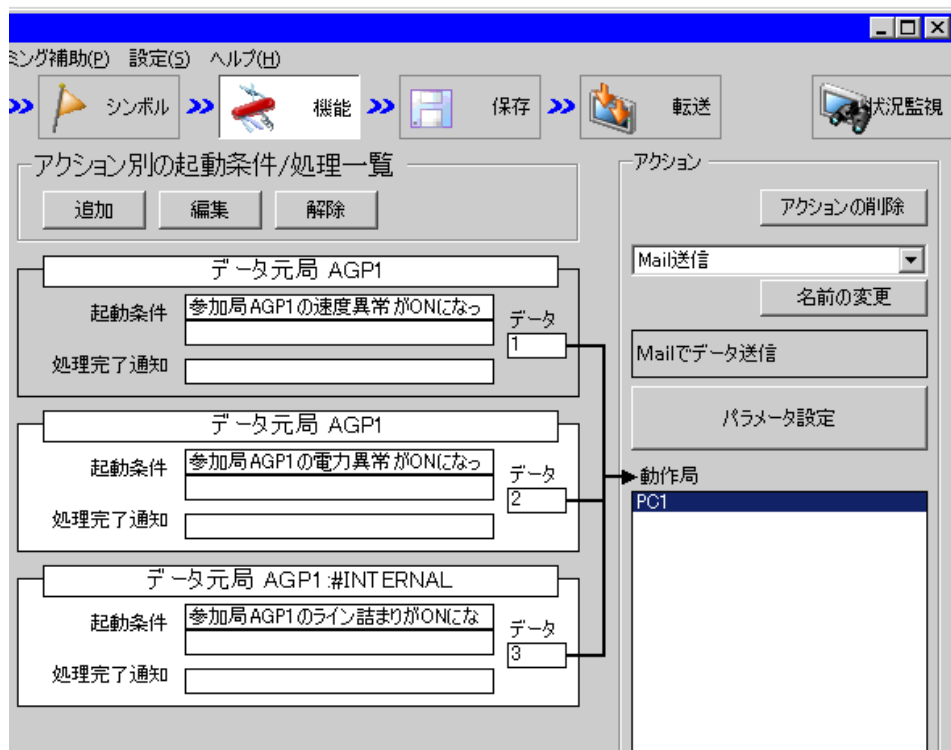 ミング補助(P) 設定(S) ヘルプ(H)
シンボル 機能 保存 転送 状況監視
アクション別の起動条件/処理一覧
追加 編集 解除
データ元局 AGP1
起動条件 参加局AGP1の速度異常がONになっ
データ
1
処理完了通知
データ元局 AGP1
起動条件 参加局AGP1の電力異常がONになっ
データ
2
処理完了通知
データ元局 AGP1:#INTERNAL
起動条件 参加局AGP1のライン詰まりがONにな
データ
3
処理完了通知
アクション
アクションの削除
Mail送信
名前の変更
Mailでデータ送信
パラメータ設定
動作局
PC1